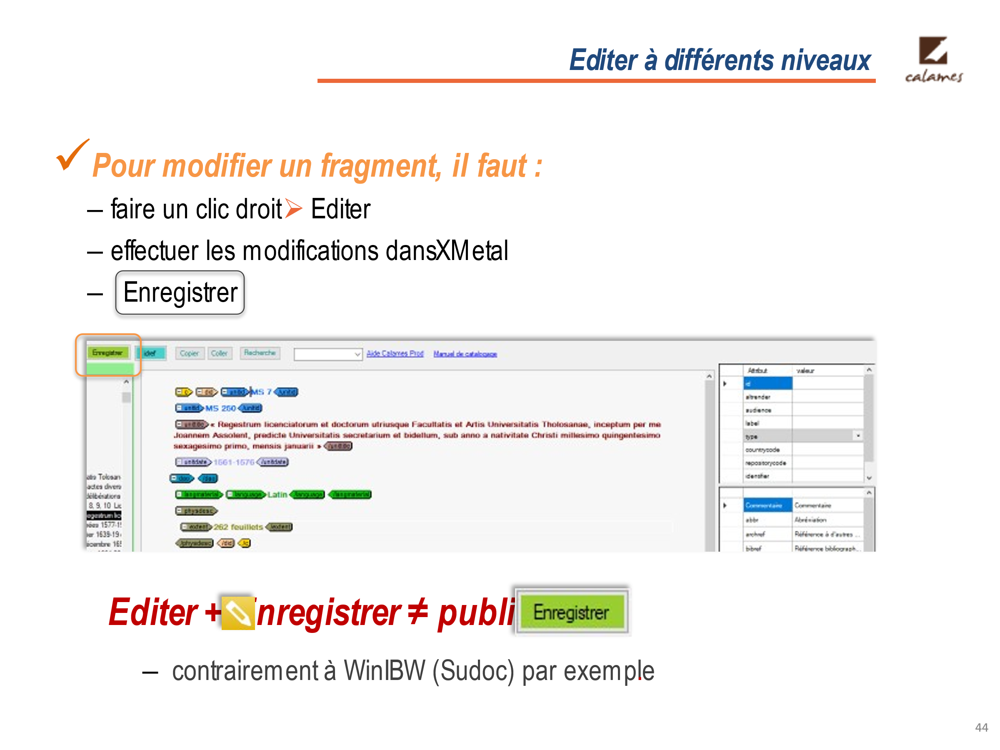 Editer à différents niveaux
calames
Pour modifier un fragment, il faut :
– faire un clic droit➢ Editer
– effectuer les modifications dansXMetal
– Enregistrer
Enregistrer idref Copier Coller Recherche Aide Calames Prod Manuel de catalogage
Attribut valeur
id
altrender
audience
label
type
countrycode
repositorycode
identifier
c did unitid MS 7 /unitid
unitid MS 260 /unitid
unittitle « Regestrum licenciatorum et doctorum utriusque Facultatis et Artis Universitatis Tholosanae, inceptum per me
Joannem Assolent, predicte Universitatis secretarium et bidellum, sub anno a nativitate Christi millesimo quingentesimo
sexagesimo primo, mensis januarii » /unittitle
unitdate 1561-1576 /unitdate
dao /dao
langmaterial language Latin /language /langmaterial
physdesc
extent 262 feuillets /extent
/physdesc /did /c
atis Tolosan
actes divers
délibérations
8, 9, 10 Lic
egestrum lic
nées 1577-1
er 1639-19
écembre 165
Commentaire Commentaire
abbr Abréviation
archref Référence à d'autres ...
bibref Référence bibliograph...
Editer + nregistrer ≠ publi Enregistrer
– contrairement à WinIBW (Sudoc) par exemple.
44